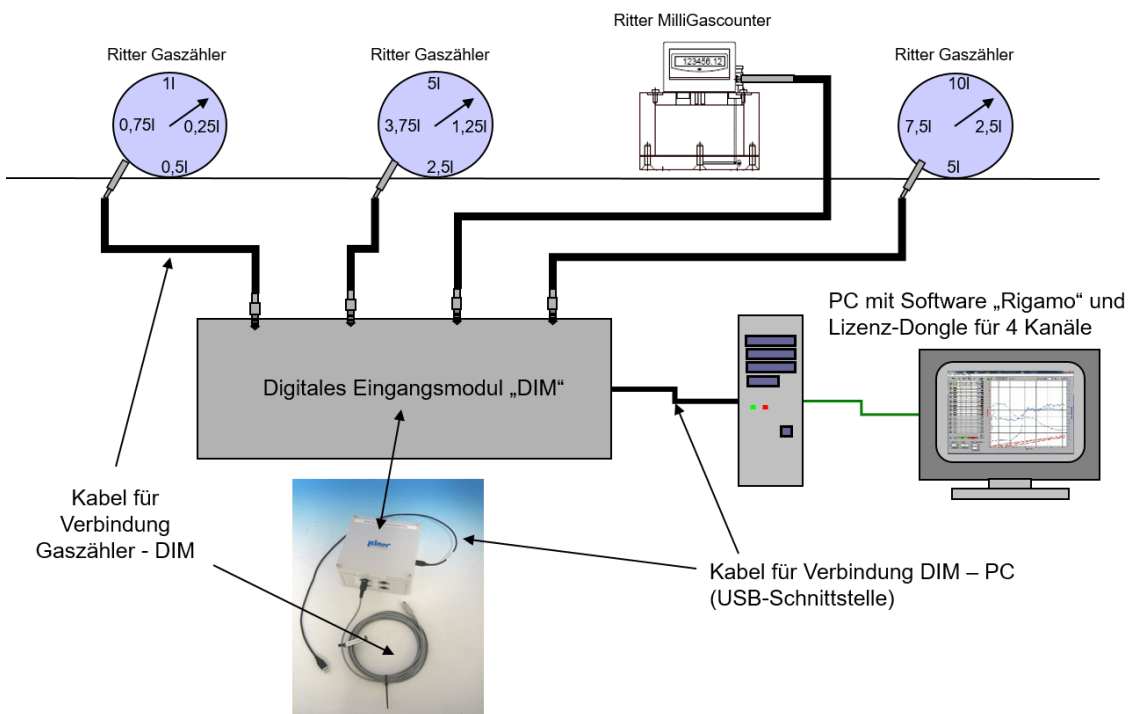 Ritter MilliGascounter
Ritter Gaszähler
Ritter Gaszähler
Ritter Gaszähler
123456.12
1l
0,75l
0,25l
0,5l
5l
3,75l
1,25l
2,5l
10l
7,5l
2,5l
5l
PC mit Software „Rigamo“ und
Lizenz-Dongle für 4 Kanäle
Digitales Eingangsmodul „DIM“
Kabel für
Verbindung
Gaszähler - DIM
Ritter
Kabel für Verbindung DIM – PC
(USB-Schnittstelle)